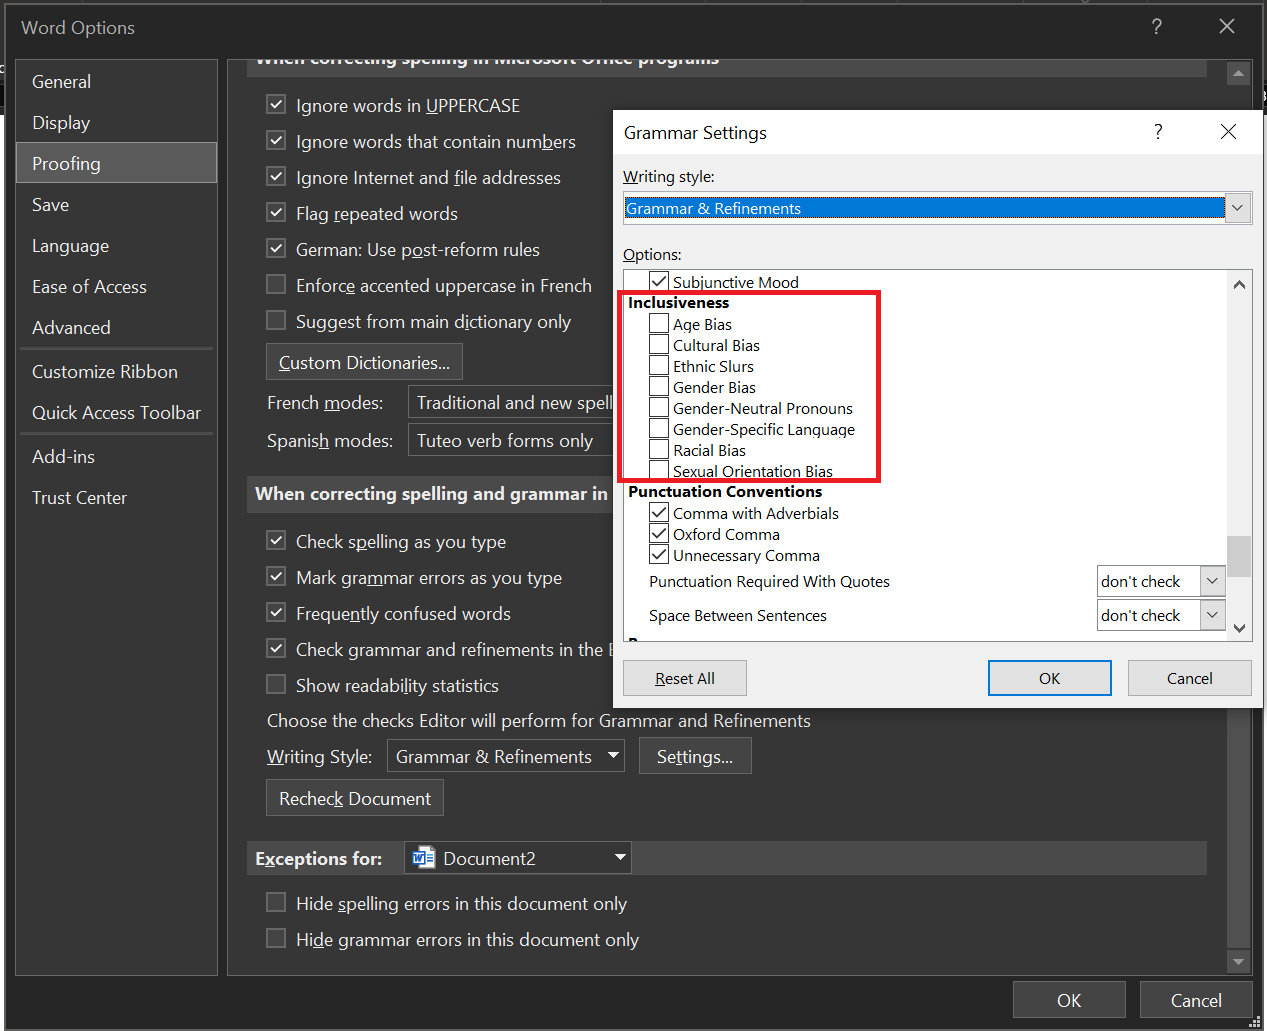 Word Options
General
Display
Proofing
Save
Language
Ease of Access
Advanced
Customize Ribbon
Quick Access Toolbar
Add-ins
Trust Center
When correcting spelling in Microsoft Office programs
Ignore words in UPPERCASE
Ignore words that contain numbers
Ignore Internet and file addresses
Flag repeated words
German: Use post-reform rules
Enforce accented uppercase in French
Suggest from main dictionary only
Custom Dictionaries...
French modes: Traditional and new spell
Spanish modes: Tuteo verb forms only
When correcting spelling and grammar in
Check spelling as you type
Mark grammar errors as you type
Frequently confused words
Check grammar and refinements in the
Show readability statistics
Choose the checks Editor will perform for Grammar and Refinements
Writing Style: Grammar & Refinements Settings...
Recheck Document
Exceptions for: Document2
Hide spelling errors in this document only
Hide grammar errors in this document only
OK Cancel
Grammar Settings ?
Writing style:
Grammar & Refinements
Options:
Subjunctive Mood
Inclusiveness
Age Bias
Cultural Bias
Ethnic Slurs
Gender Bias
Gender-Neutral Pronouns
Gender-Specific Language
Racial Bias
Sexual Orientation Bias
Punctuation Conventions
Comma with Adverbials
Oxford Comma
Unnecessary Comma
Punctuation Required With Quotes don't check
Space Between Sentences don't check
Reset All OK Cancel